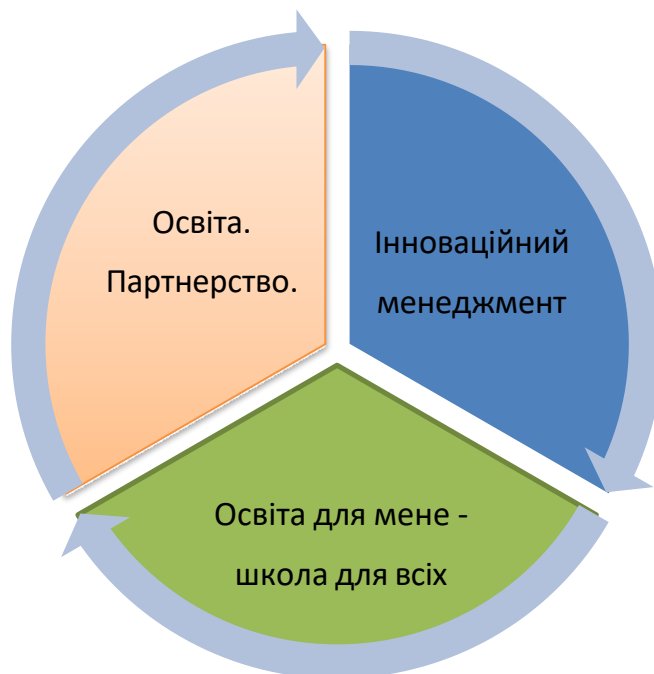 Освіта.
Партнерство.
Інноваційний
менеджмент
Освіта для мене -
школа для всіх